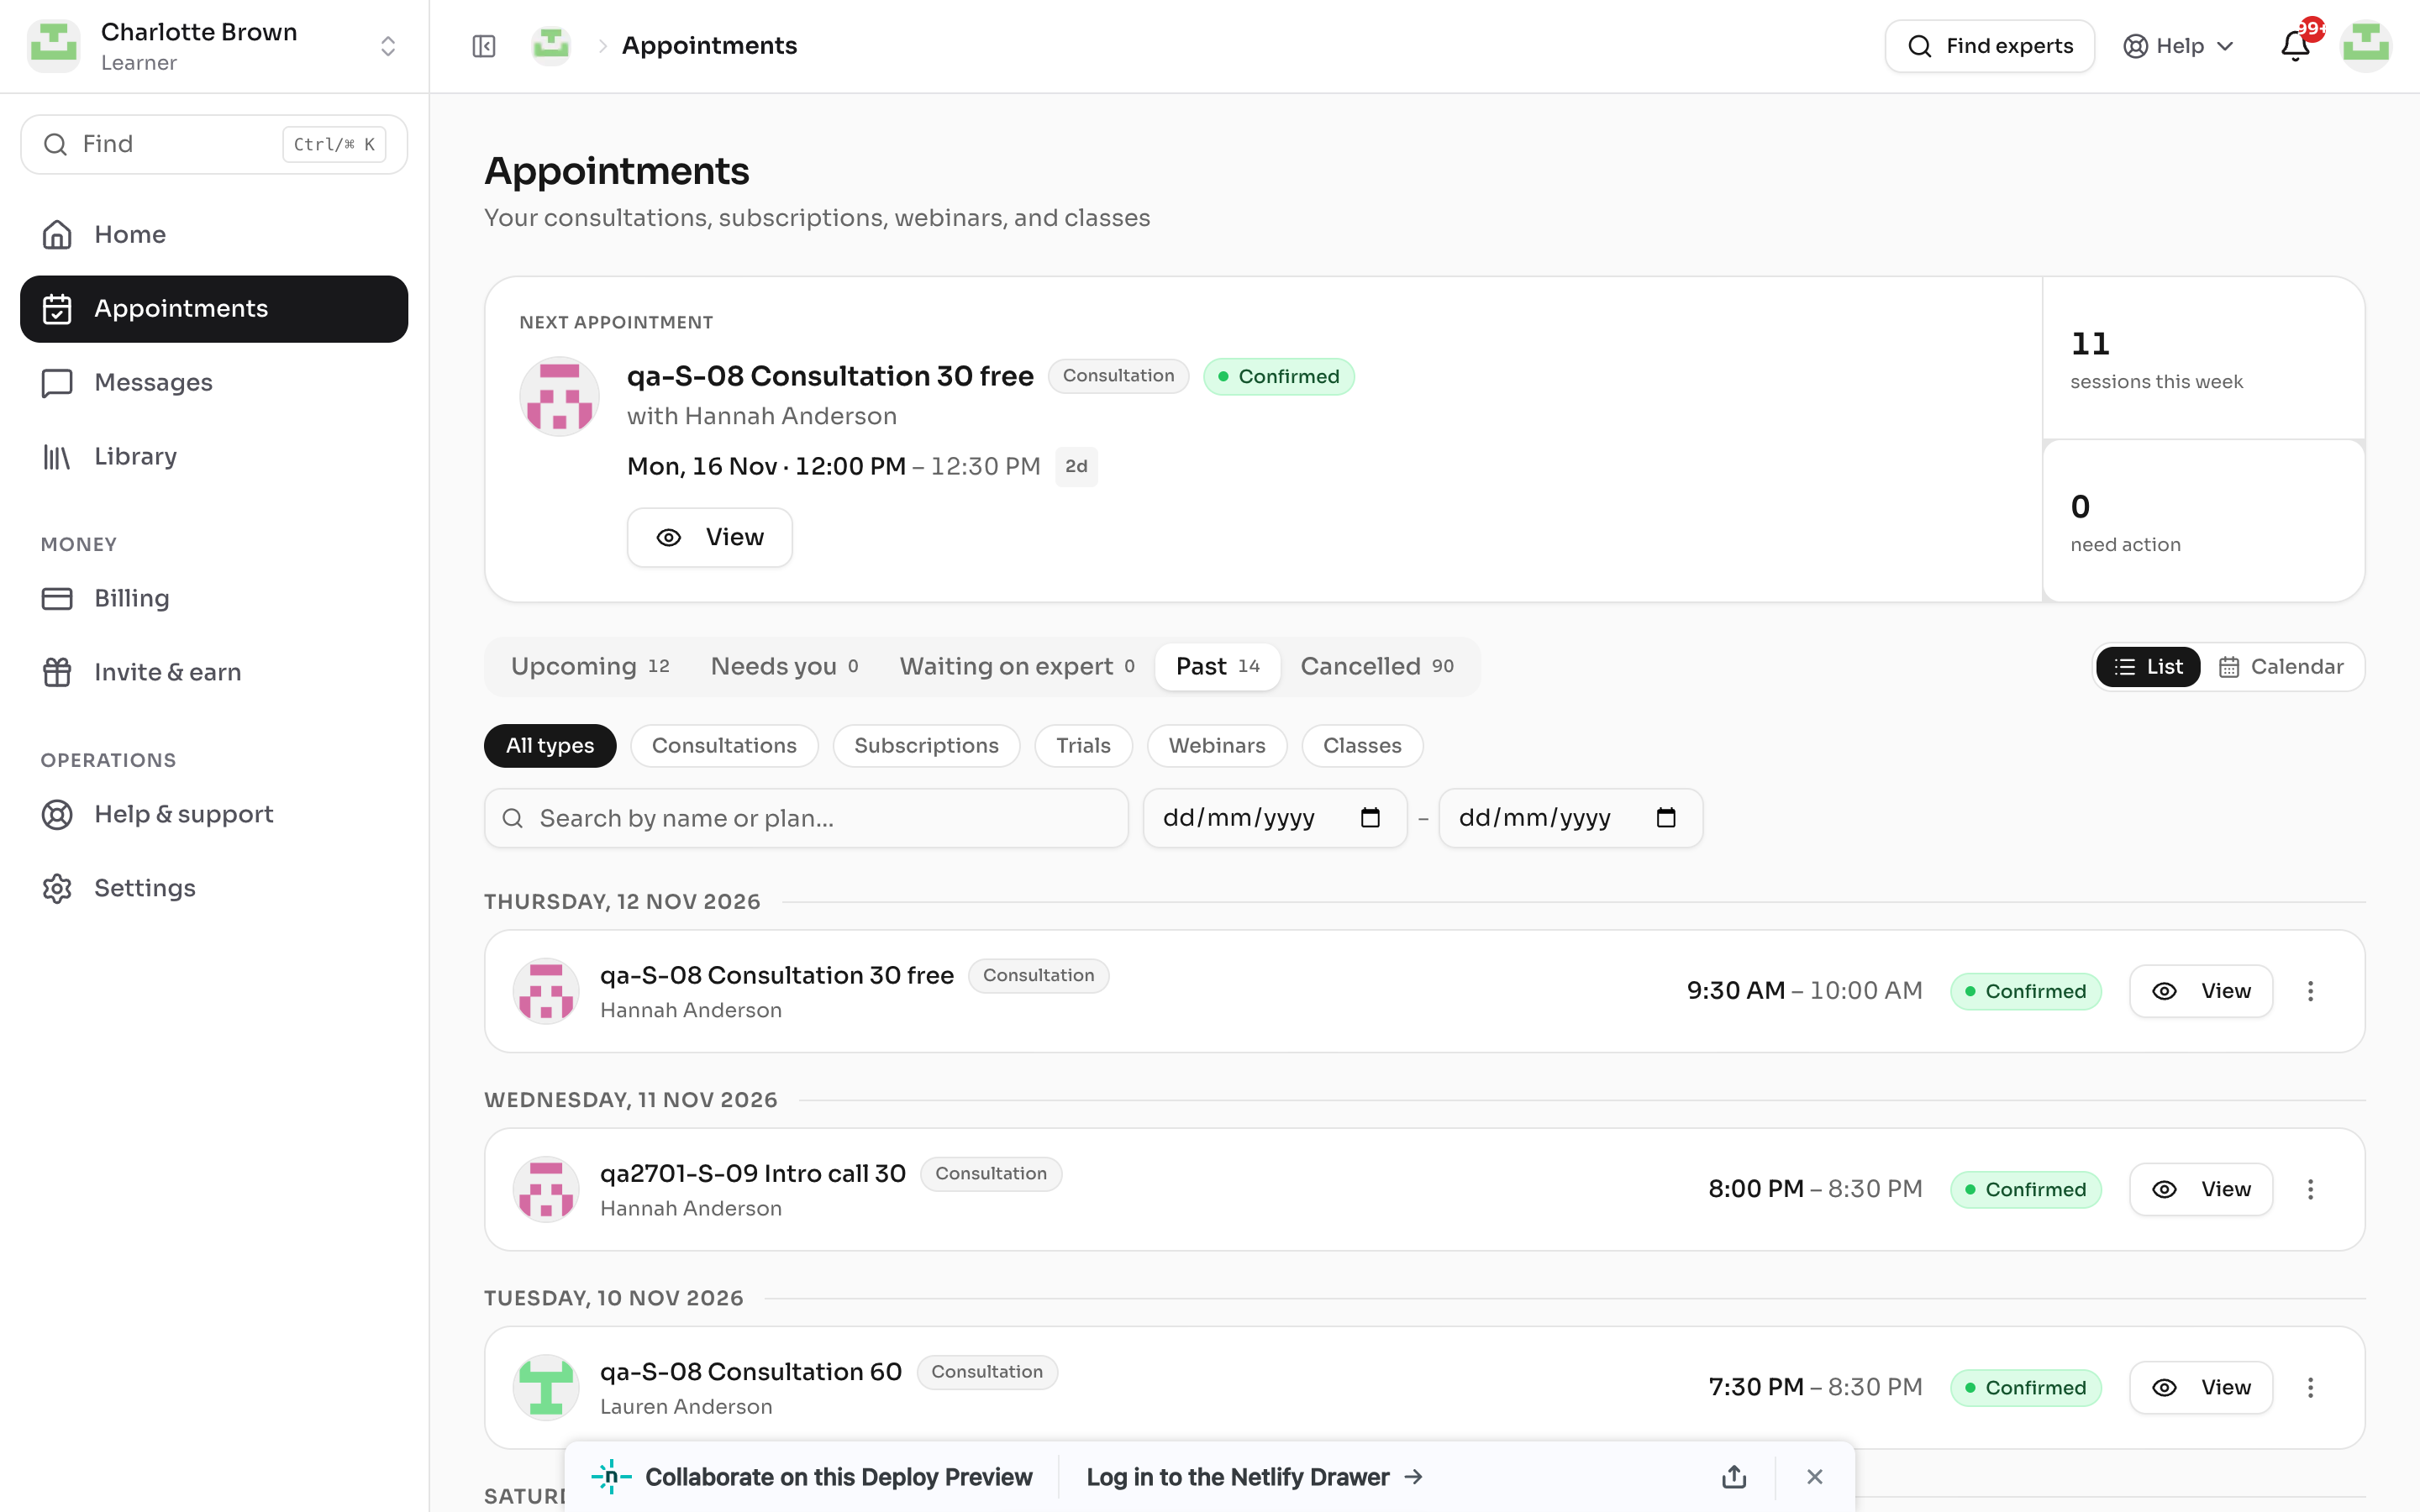 Charlotte Brown
Learner
Appointments
Find experts
Help
99+
Find
Ctrl/⌘ K
Home
Appointments
Messages
Library
MONEY
Billing
Invite & earn
OPERATIONS
Help & support
Settings
Appointments
Your consultations, subscriptions, webinars, and classes
NEXT APPOINTMENT
qa-S-08 Consultation 30 free
Consultation
Confirmed
with Hannah Anderson
Mon, 16 Nov · 12:00 PM – 12:30 PM
2d
View
11
sessions this week
0
need action
Upcoming 12
Needs you 0
Waiting on expert 0
Past 14
Cancelled 90
List
Calendar
All types
Consultations
Subscriptions
Trials
Webinars
Classes
Search by name or plan...
dd/mm/yyyy
–
dd/mm/yyyy
THURSDAY, 12 NOV 2026
qa-S-08 Consultation 30 free
Consultation
Hannah Anderson
9:30 AM – 10:00 AM
Confirmed
View
WEDNESDAY, 11 NOV 2026
qa2701-S-09 Intro call 30
Consultation
Hannah Anderson
8:00 PM – 8:30 PM
Confirmed
View
TUESDAY, 10 NOV 2026
qa-S-08 Consultation 60
Consultation
Lauren Anderson
7:30 PM – 8:30 PM
Confirmed
View
Collaborate on this Deploy Preview
Log in to the Netlify Drawer →